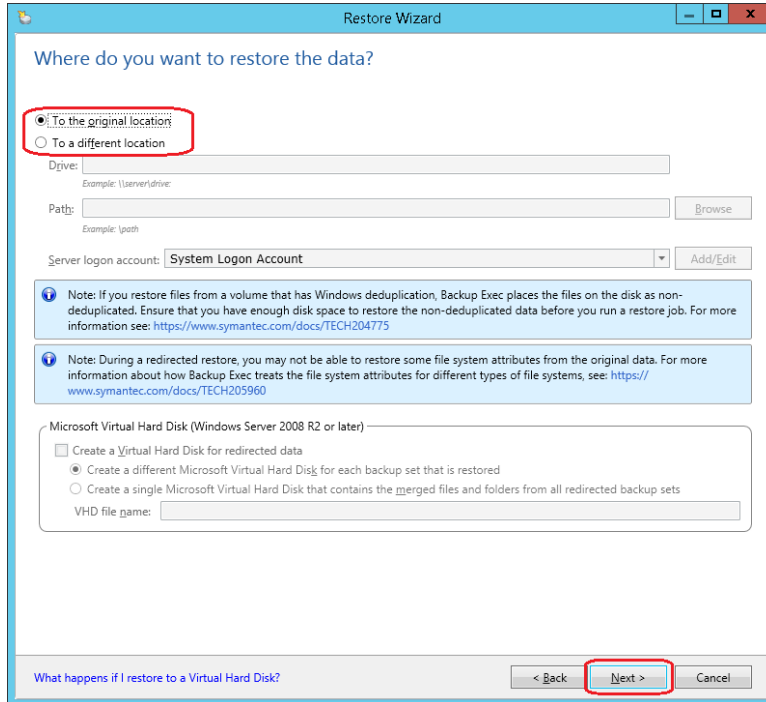 Restore Wizard
Where do you want to restore the data?
To the original location
To a different location
Drive:
Example: \\server\drive:
Path:
Browse
Example: \path
Server logon account: System Logon Account
Add/Edit
Note: If you restore files from a volume that has Windows deduplication, Backup Exec places the files on the disk as non-
deduplicated. Ensure that you have enough disk space to restore the non-deduplicated data before you run a restore job. For more
information see: https://www.symantec.com/docs/TECH204775
Note: During a redirected restore, you may not be able to restore some file system attributes from the original data. For more
information about how Backup Exec treats the file system attributes for different types of file systems, see: https://
www.symantec.com/docs/TECH205960
Microsoft Virtual Hard Disk (Windows Server 2008 R2 or later)
Create a Virtual Hard Disk for redirected data
Create a different Microsoft Virtual Hard Disk for each backup set that is restored
Create a single Microsoft Virtual Hard Disk that contains the merged files and folders from all redirected backup sets
VHD file name:
What happens if I restore to a Virtual Hard Disk?
< Back
Next >
Cancel